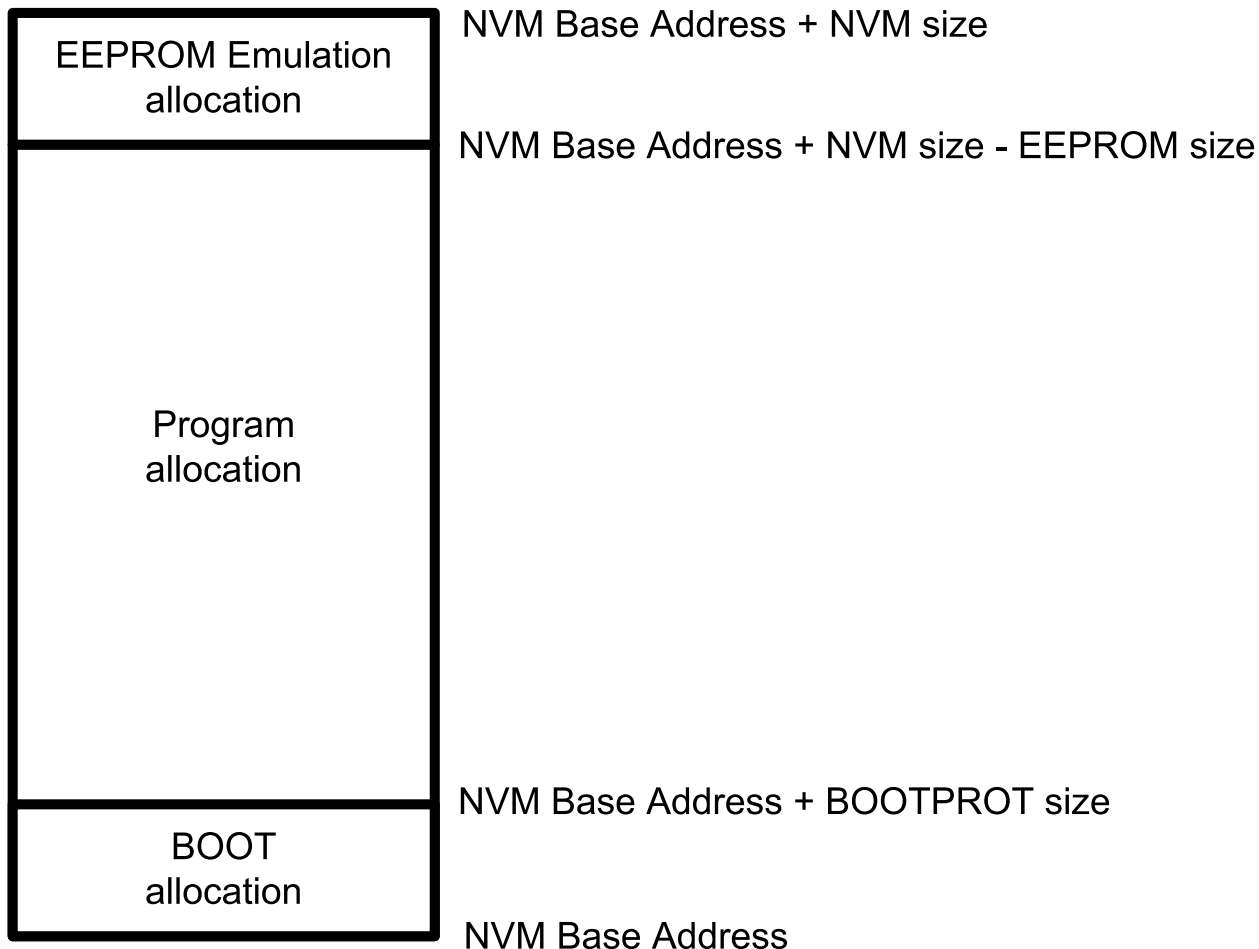 NVM Base Address + NVM size
EEPROM Emulation
allocation
NVM Base Address + NVM size - EEPROM size
Program
allocation
NVM Base Address + BOOTPROT size
BOOT
allocation
NVM Base Address